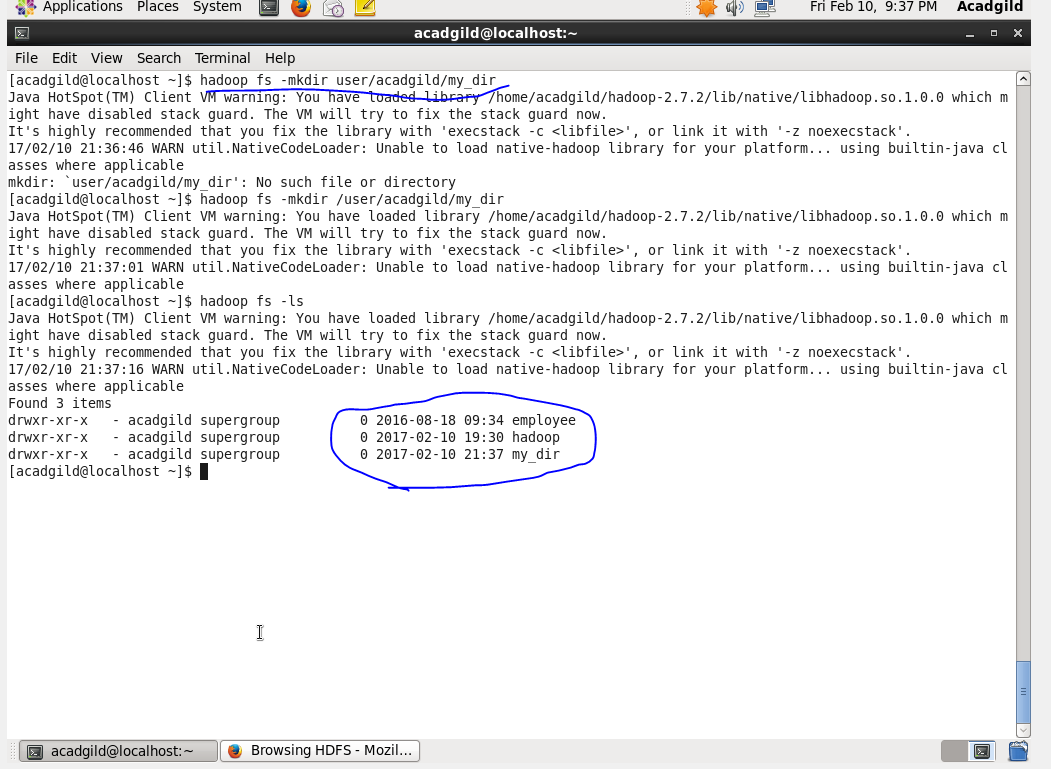 Applications Places System Fri Feb 10, 9:37 PM Acadgild
acadgild@localhost:~
File Edit View Search Terminal Help
[acadgild@localhost ~]$ hadoop fs -mkdir user/acadgild/my_dir
Java HotSpot(TM) Client VM warning: You have loaded library /home/acadgild/hadoop-2.7.2/lib/native/libhadoop.so.1.0.0 which m
ight have disabled stack guard. The VM will try to fix the stack guard now.
It's highly recommended that you fix the library with 'execstack -c <libfile>', or link it with '-z noexecstack'.
17/02/10 21:36:46 WARN util.NativeCodeLoader: Unable to load native-hadoop library for your platform... using builtin-java cl
asses where applicable
mkdir: `user/acadgild/my_dir': No such file or directory
[acadgild@localhost ~]$ hadoop fs -mkdir /user/acadgild/my_dir
Java HotSpot(TM) Client VM warning: You have loaded library /home/acadgild/hadoop-2.7.2/lib/native/libhadoop.so.1.0.0 which m
ight have disabled stack guard. The VM will try to fix the stack guard now.
It's highly recommended that you fix the library with 'execstack -c <libfile>', or link it with '-z noexecstack'.
17/02/10 21:37:01 WARN util.NativeCodeLoader: Unable to load native-hadoop library for your platform... using builtin-java cl
asses where applicable
[acadgild@localhost ~]$ hadoop fs -ls
Java HotSpot(TM) Client VM warning: You have loaded library /home/acadgild/hadoop-2.7.2/lib/native/libhadoop.so.1.0.0 which m
ight have disabled stack guard. The VM will try to fix the stack guard now.
It's highly recommended that you fix the library with 'execstack -c <libfile>', or link it with '-z noexecstack'.
17/02/10 21:37:16 WARN util.NativeCodeLoader: Unable to load native-hadoop library for your platform... using builtin-java cl
asses where applicable
Found 3 items
drwxr-xr-x   - acadgild supergroup          0 2016-08-18 09:34 employee
drwxr-xr-x   - acadgild supergroup          0 2017-02-10 19:30 hadoop
drwxr-xr-x   - acadgild supergroup          0 2017-02-10 21:37 my_dir
[acadgild@localhost ~]$
acadgild@localhost:~ Browsing HDFS - Mozil...